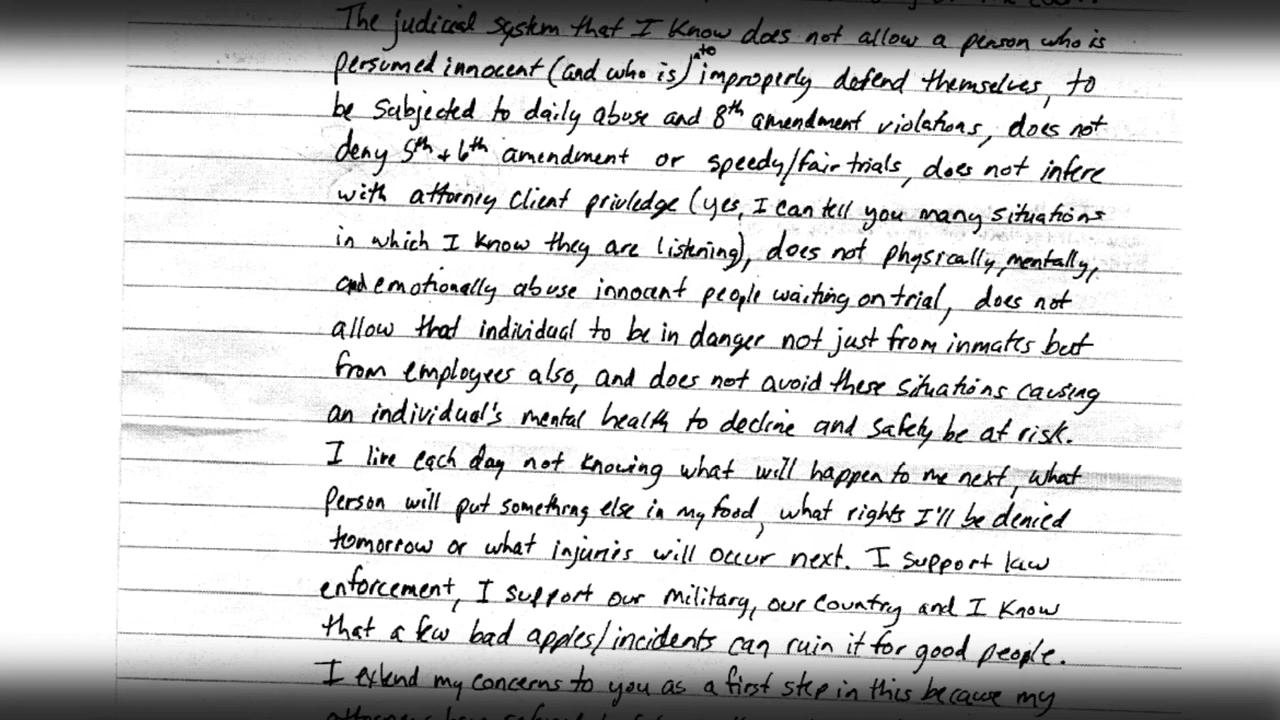 The judicial system that I know does not allow a person who is
persumed innocent (and who is) to improperly defend themselves, to
be subjected to daily abuse and 8th amendment violations, does not
deny 5th + 6th amendment or speedy/fair trials, does not infere
with attorney client priviledge (yes, I can tell you many situations
in which I know they are listening), does not physically, mentally,
and emotionally abuse innocent people waiting on trial, does not
allow that individual to be in danger not just from inmates but
from employees also, and does not avoid these situations causing
an individual's mental health to decline and safety be at risk.
I live each day not knowing what will happen to me next, what
person will put something else in my food, what rights I'll be denied
tomorrow or what injuries will occur next. I support law
enforcement, I support our military, our country and I know
that a few bad apples/incidents can ruin it for good people.
I extend my concerns to you as a first step in this because my